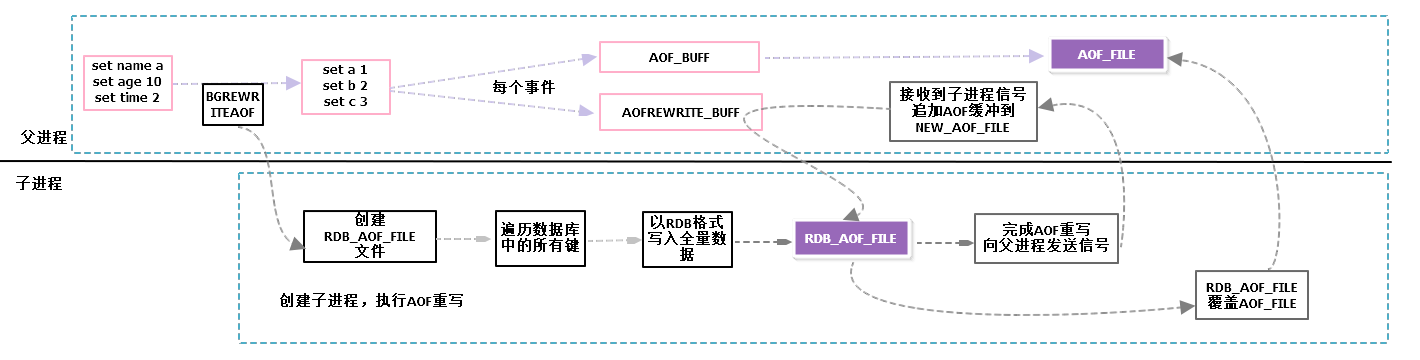 set name a
set age 10
set time 2
BGREWR
ITEAOF
set a 1
set b 2
set c 3
每个事件
AOF_BUFF
AOFREWRITE_BUFF
接收到子进程信号
追加AOF缓冲到
NEW_AOF_FILE
AOF_FILE
父进程
子进程
创建
RDB_AOF_FILE
文件
遍历数据库
中的所有键
以RDB格式
写入全量数
据
RDB_AOF_FILE
完成AOF重写
向父进程发送信号
RDB_AOF_FILE
覆盖AOF_FILE
创建子进程，执行AOF重写